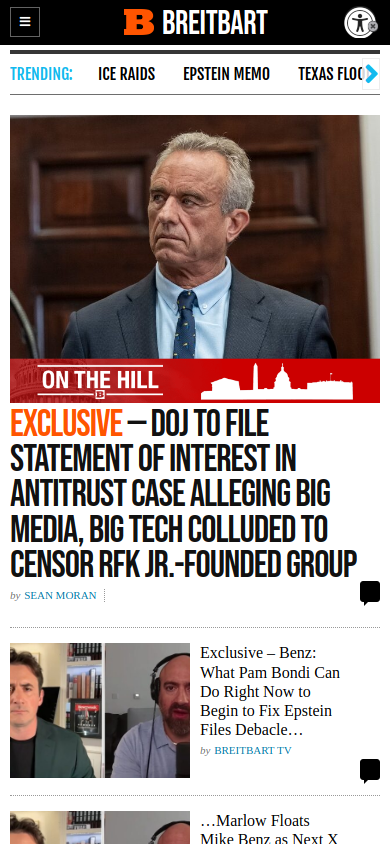 BREITBART
TRENDING:
ICE RAIDS
EPSTEIN MEMO
TEXAS FLOO
ON THE HILL
EXCLUSIVE – DOJ TO FILE
STATEMENT OF INTEREST IN
ANTITRUST CASE ALLEGING BIG
MEDIA, BIG TECH COLLUDED TO
CENSOR RFK JR.-FOUNDED GROUP
by SEAN MORAN
Exclusive – Benz:
What Pam Bondi Can
Do Right Now to
Begin to Fix Epstein
Files Debacle…
by BREITBART TV
…Marlow Floats
Mike Benz as Next X